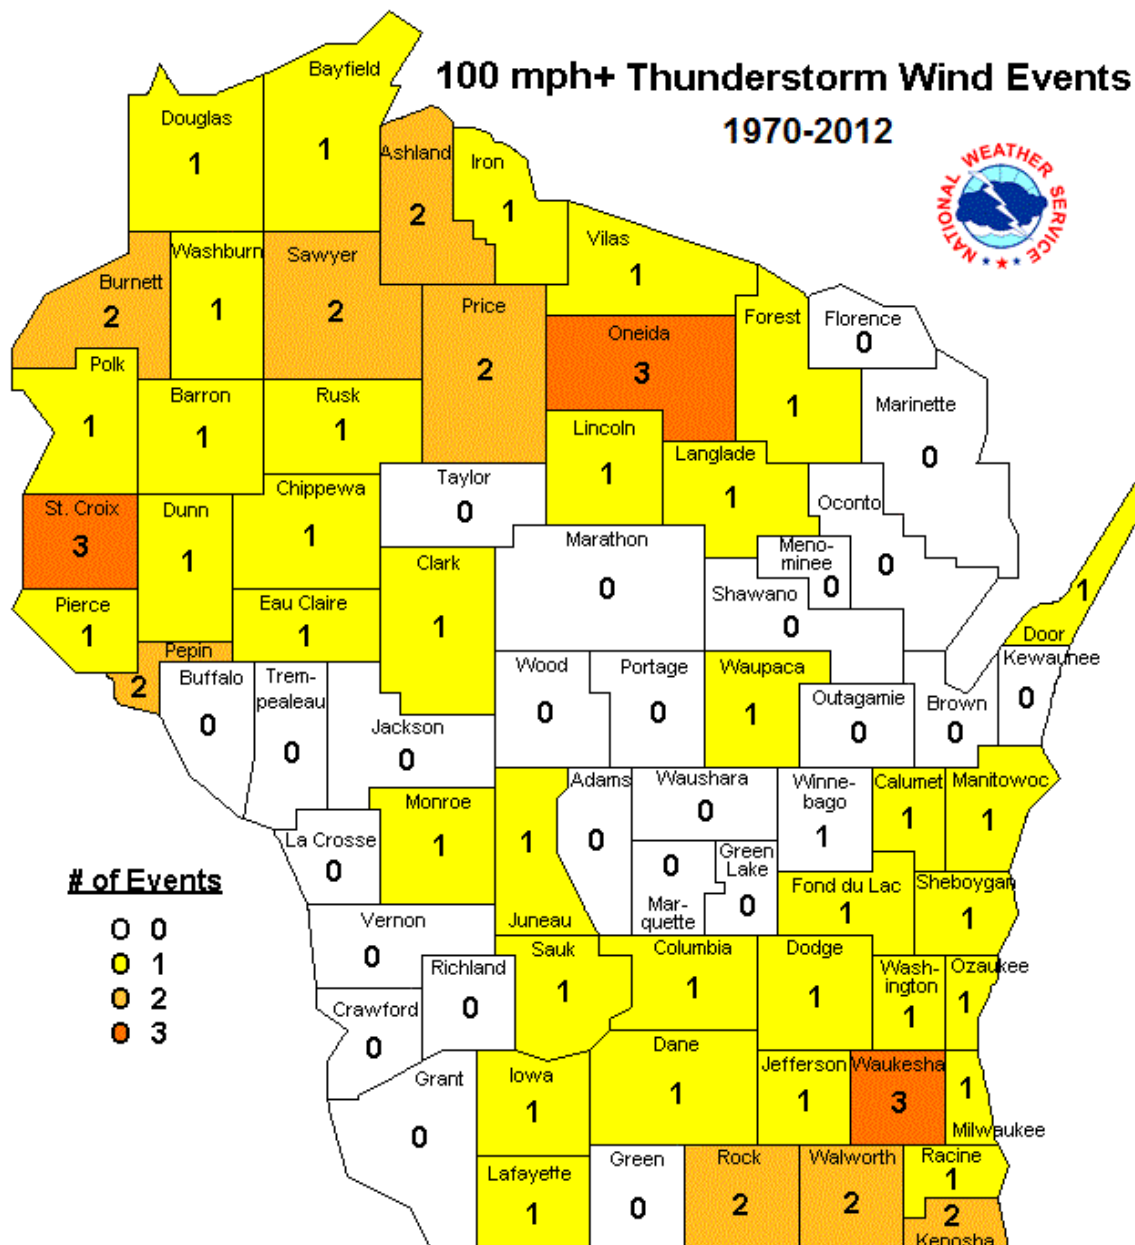 100 mph+ Thunderstorm Wind Events
1970-2012
NATIONAL WEATHER SERVICE
Bayfield
1
Douglas
1
Ashland
2
Iron
1
Vilas
1
Washburn
1
Sawyer
2
Burnett
2
Price
2
Oneida
3
Forest
1
Florence
0
Polk
1
Barron
1
Rusk
1
Marinette
0
Lincoln
1
Langlade
1
Taylor
0
Chippewa
1
Oconto
0
St. Croix
3
Dunn
1
Marathon
0
Meno-
minee
0
Clark
1
Shawano
0
Eau Claire
1
Pierce
1
Door
1
Pepin
2
Buffalo
0
Trem-
pealeau
0
Jackson
0
Wood
0
Portage
0
Waupaca
1
Outagamie
0
Brown
0
Kewaunee
0
Monroe
1
Juneau
1
Adams
0
Waushara
0
Winne-
bago
1
Calumet
1
Manitowoc
1
La Crosse
0
Mar-
quette
0
Green
Lake
0
Fond du Lac
1
Sheboygan
1
# of Events
0
1
2
3
Vernon
0
Richland
0
Sauk
1
Columbia
1
Dodge
1
Wash-
ington
1
Ozaukee
1
Crawford
0
Grant
0
Iowa
1
Dane
1
Jefferson
1
Waukesha
3
Milwaukee
1
Lafayette
1
Green
0
Rock
2
Walworth
2
Racine
1
2
Kenosha